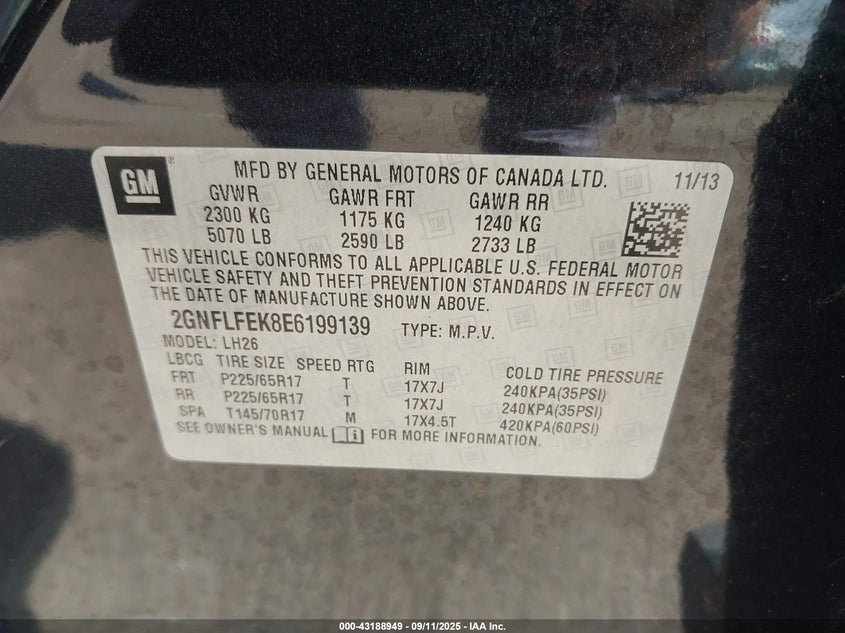 GM
MFD BY GENERAL MOTORS OF CANADA LTD. 11/13
GVWR GAWR FRT GAWR RR
2300 KG 1175 KG 1240 KG
5070 LB 2590 LB 2733 LB
THIS VEHICLE CONFORMS TO ALL APPLICABLE U.S. FEDERAL MOTOR
VEHICLE SAFETY AND THEFT PREVENTION STANDARDS IN EFFECT ON
THE DATE OF MANUFACTURE SHOWN ABOVE.
2GNFLFEK8E6199139 TYPE: M.P.V.
MODEL: LH26
LBCG TIRE SIZE SPEED RTG RIM COLD TIRE PRESSURE
FRT P225/65R17 T 17X7J 240KPA(35PSI)
RR P225/65R17 T 17X7J 240KPA(35PSI)
SPA T145/70R17 M 17X4.5T 420KPA(60PSI)
SEE OWNER'S MANUAL i FOR MORE INFORMATION.
000-43188949 - 09/11/2025 - IAA Inc.